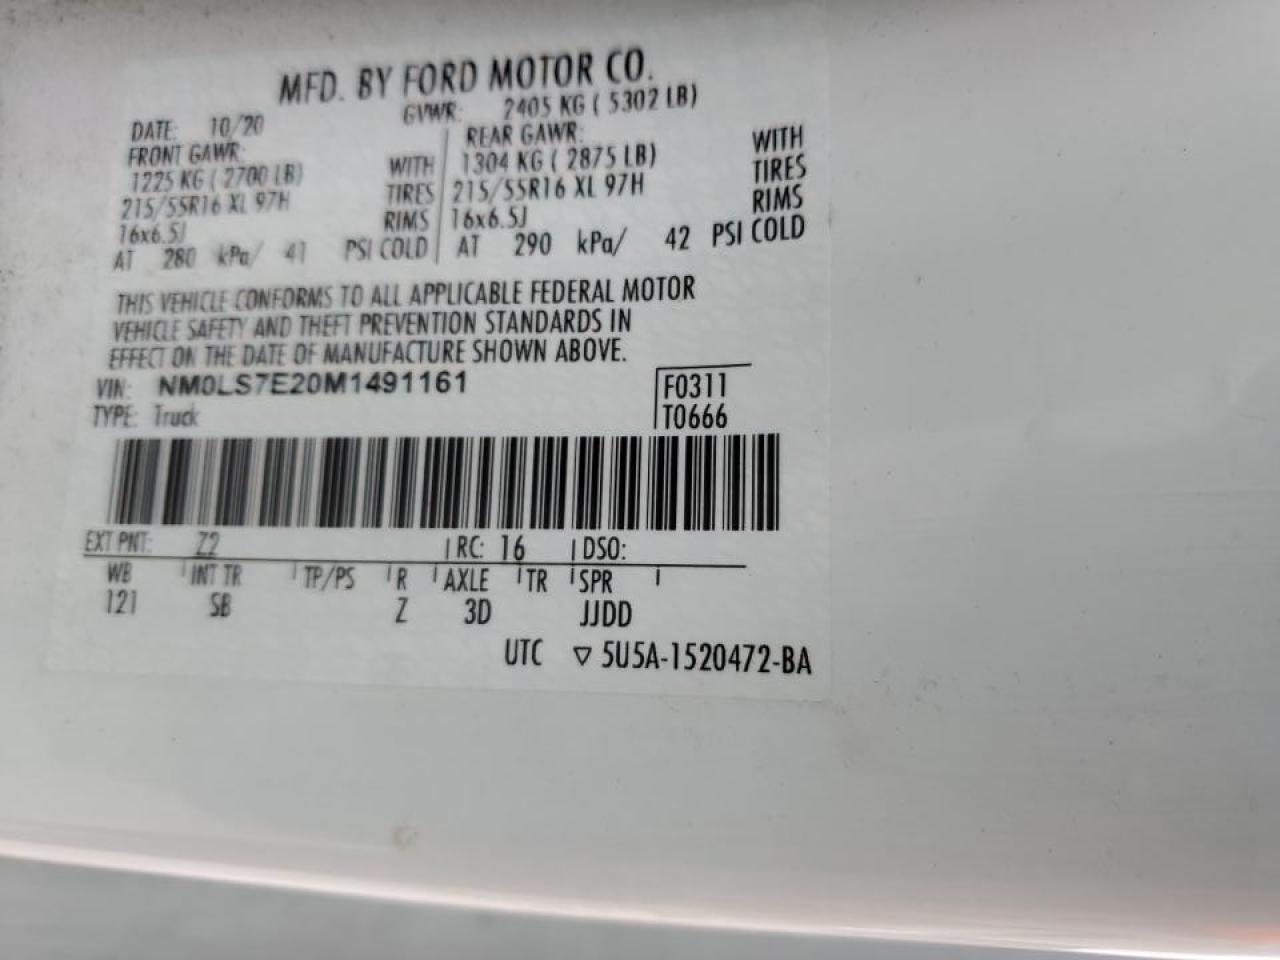 MFD. BY FORD MOTOR CO.
DATE: 10/20 GVWR: 2405 KG ( 5302 LB)
FRONT GAWR: REAR GAWR:
1225 KG ( 2700 LB) WITH 1304 KG ( 2875 LB) WITH
215/55R16 XL 97H TIRES 215/55R16 XL 97H TIRES
16x6.5J RIMS 16x6.5J RIMS
AT 280 kPa/ 41 PSI COLD AT 290 kPa/ 42 PSI COLD
THIS VEHICLE CONFORMS TO ALL APPLICABLE FEDERAL MOTOR
VEHICLE SAFETY AND THEFT PREVENTION STANDARDS IN
EFFECT ON THE DATE OF MANUFACTURE SHOWN ABOVE.
VIN: NM0LS7E20M1491161 F0311
TYPE: Truck T0666
EXT PNT: Z2 RC: 16 DSO:
WB INT TR TP/PS R AXLE TR SPR
121 SB Z 3D JJDD
UTC ▽ 5U5A-1520472-BA